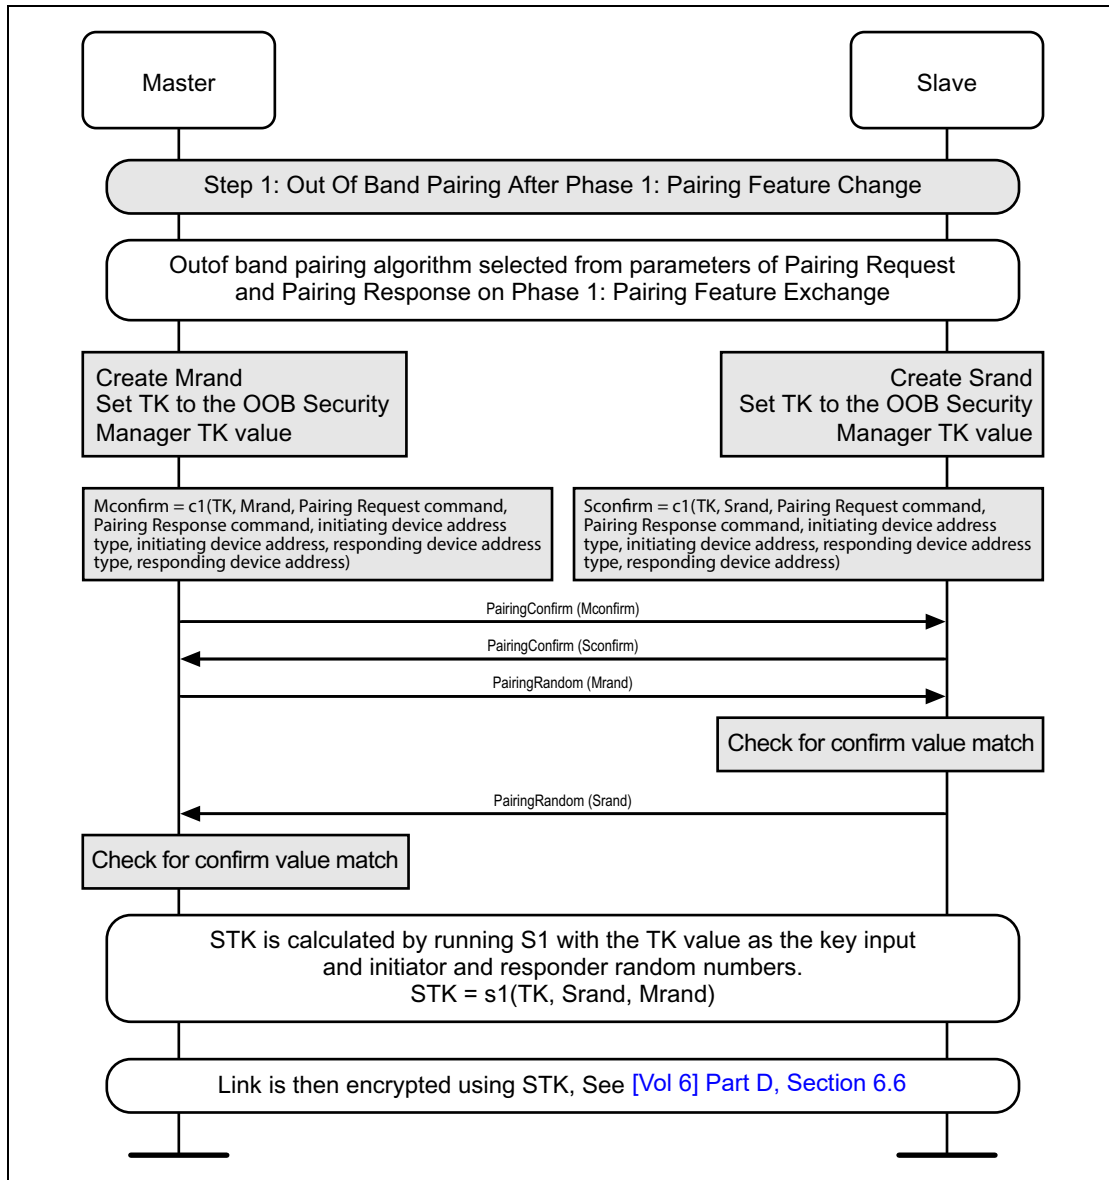 Master
Slave
Step 1: Out Of Band Pairing After Phase 1: Pairing Feature Change
Outof band pairing algorithm selected from parameters of Pairing Request
and Pairing Response on Phase 1: Pairing Feature Exchange
Create Mrand
Set TK to the OOB Security
Manager TK value
Create Srand
Set TK to the OOB Security
Manager TK value
Mconfirm = c1(TK, Mrand, Pairing Request command,
Pairing Response command, initiating device address
type, initiating device address, responding device address
type, responding device address)
Sconfirm = c1(TK, Srand, Pairing Request command,
Pairing Response command, initiating device address
type, initiating device address, responding device address
type, responding device address)
PairingConfirm (Mconfirm)
PairingConfirm (Sconfirm)
PairingRandom (Mrand)
Check for confirm value match
PairingRandom (Srand)
Check for confirm value match
STK is calculated by running S1 with the TK value as the key input
and initiator and responder random numbers.
STK = s1(TK, Srand, Mrand)
Link is then encrypted using STK, See [Vol 6] Part D, Section 6.6